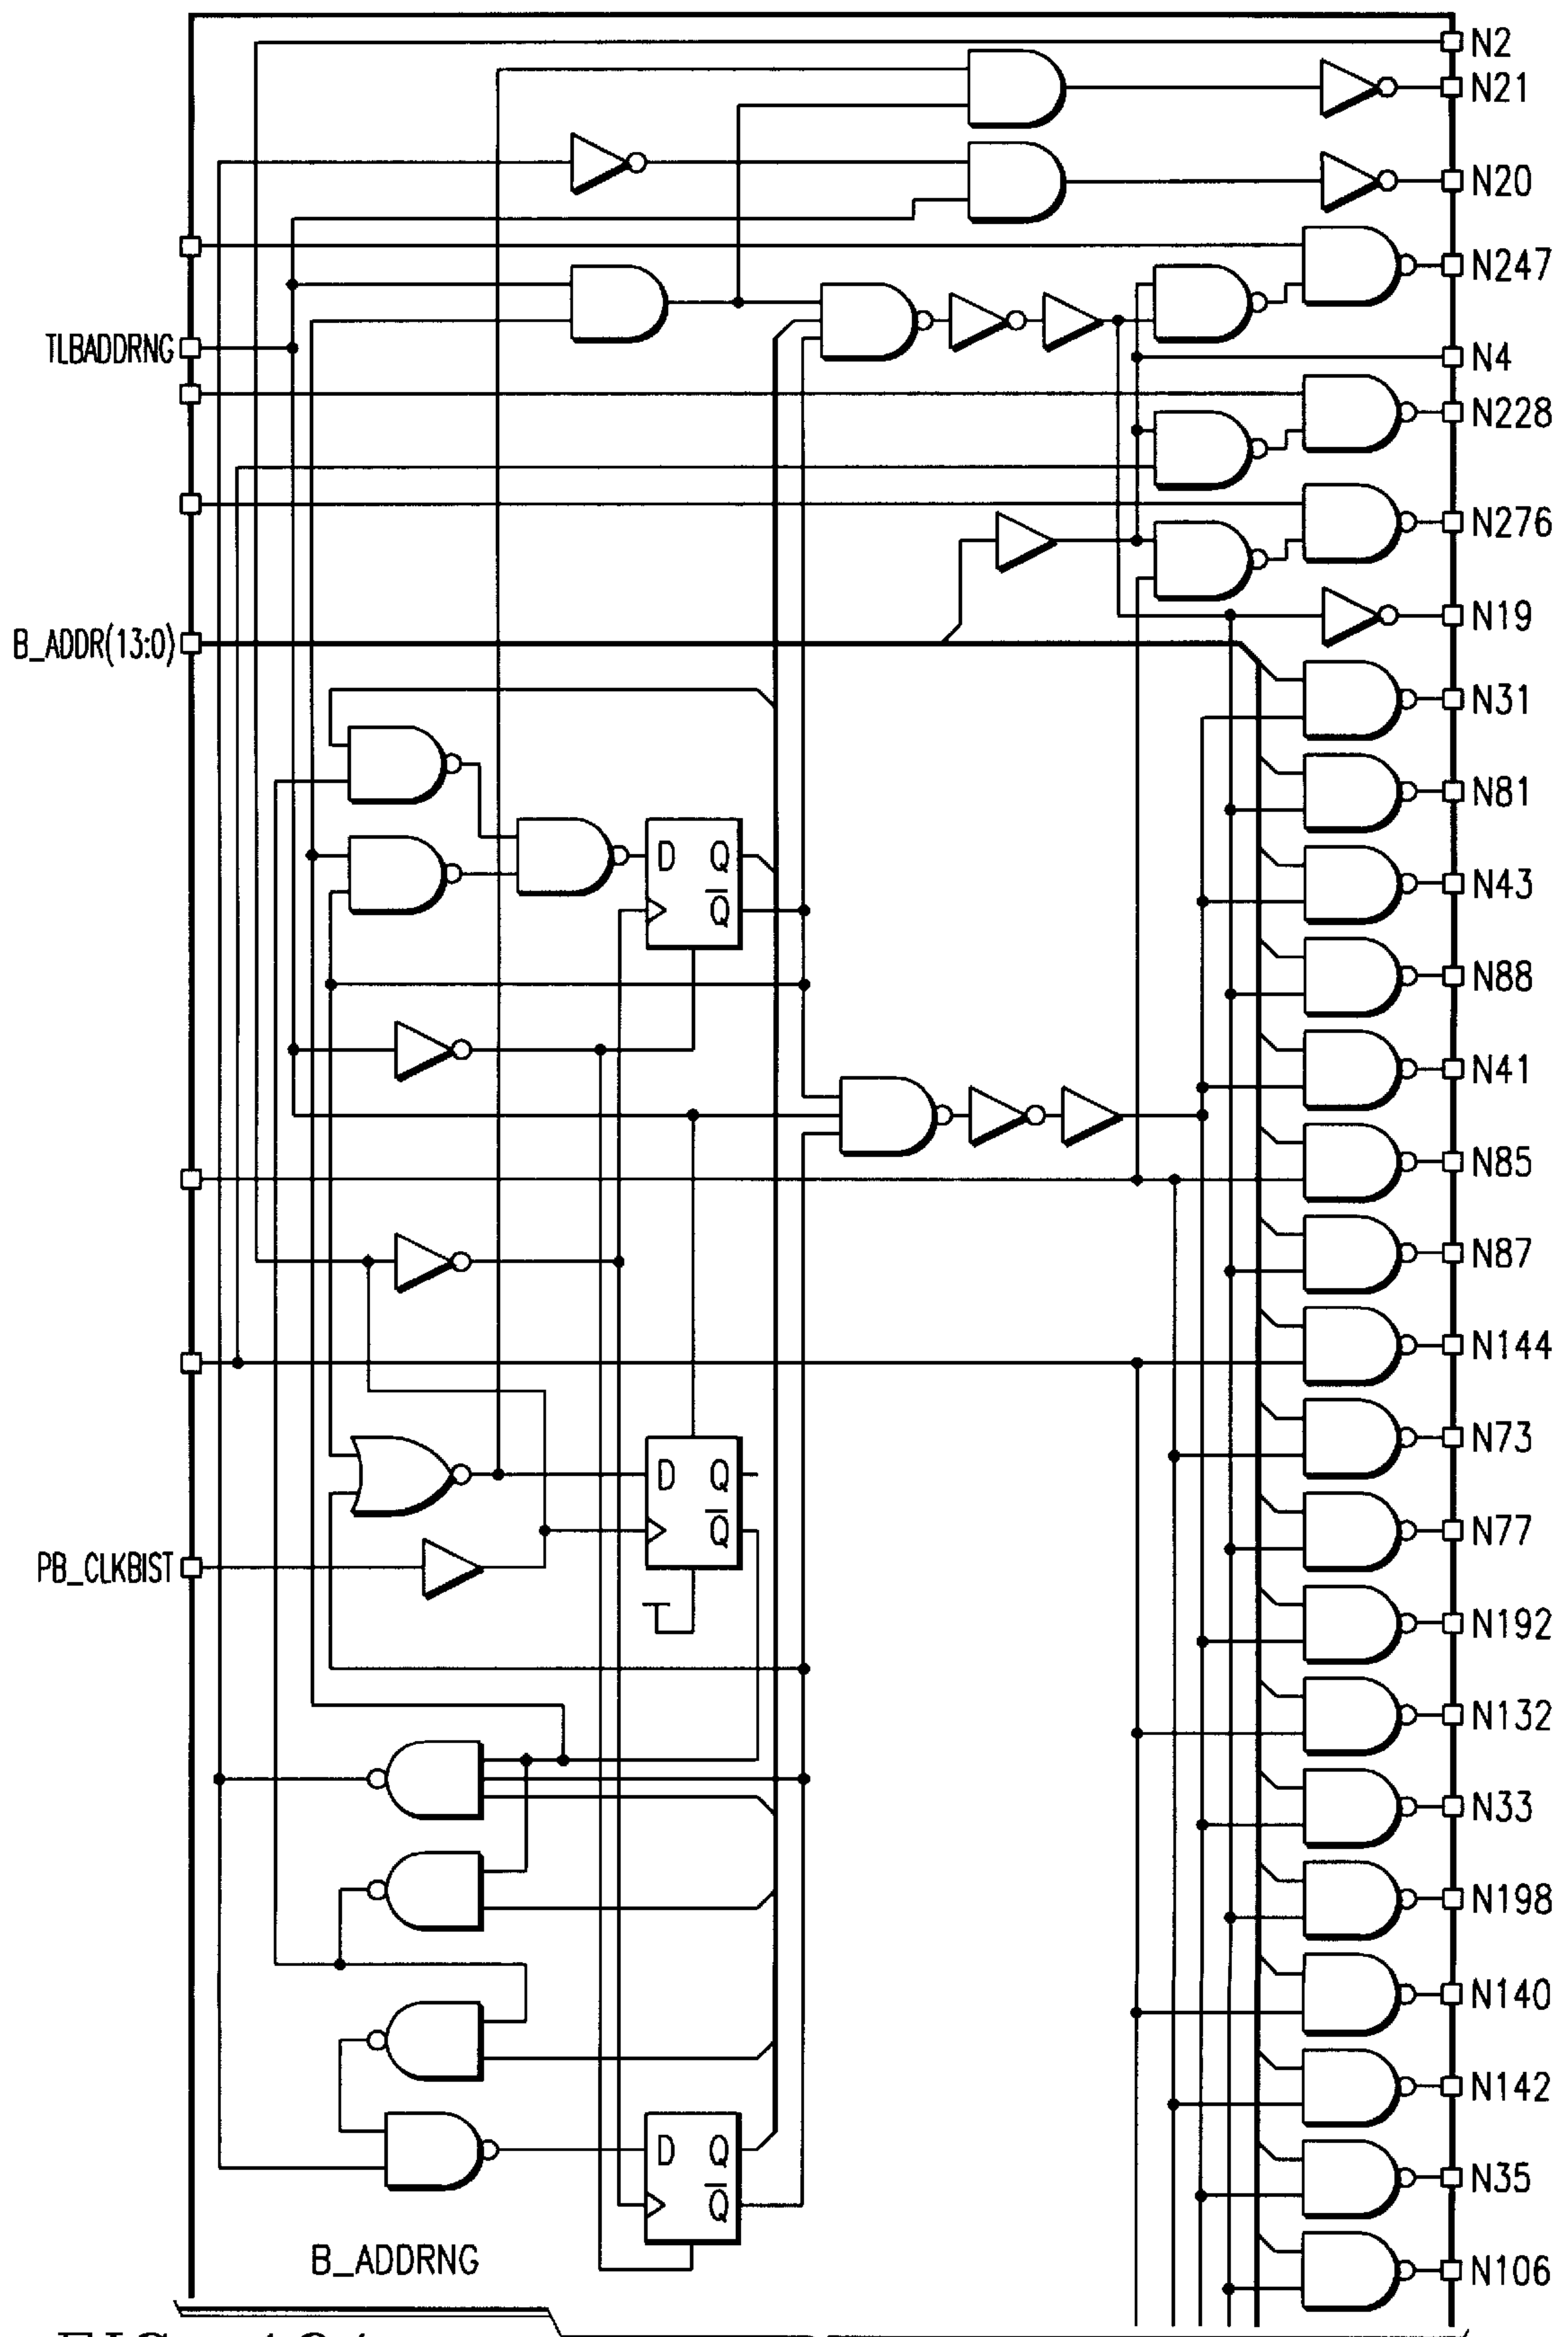 N2
N21
N20
N247
TLBADDRNG
N4
N228
N276
N19
B_ADDR(13:0)
N31
N81
D Q
N43
Q̅
N88
N41
N85
N87
N144
N73
D Q
Q̅
N77
PB_CLKBIST
N192
N132
N33
N198
N140
N142
D Q
N35
Q̅
B_ADDRNG
N106